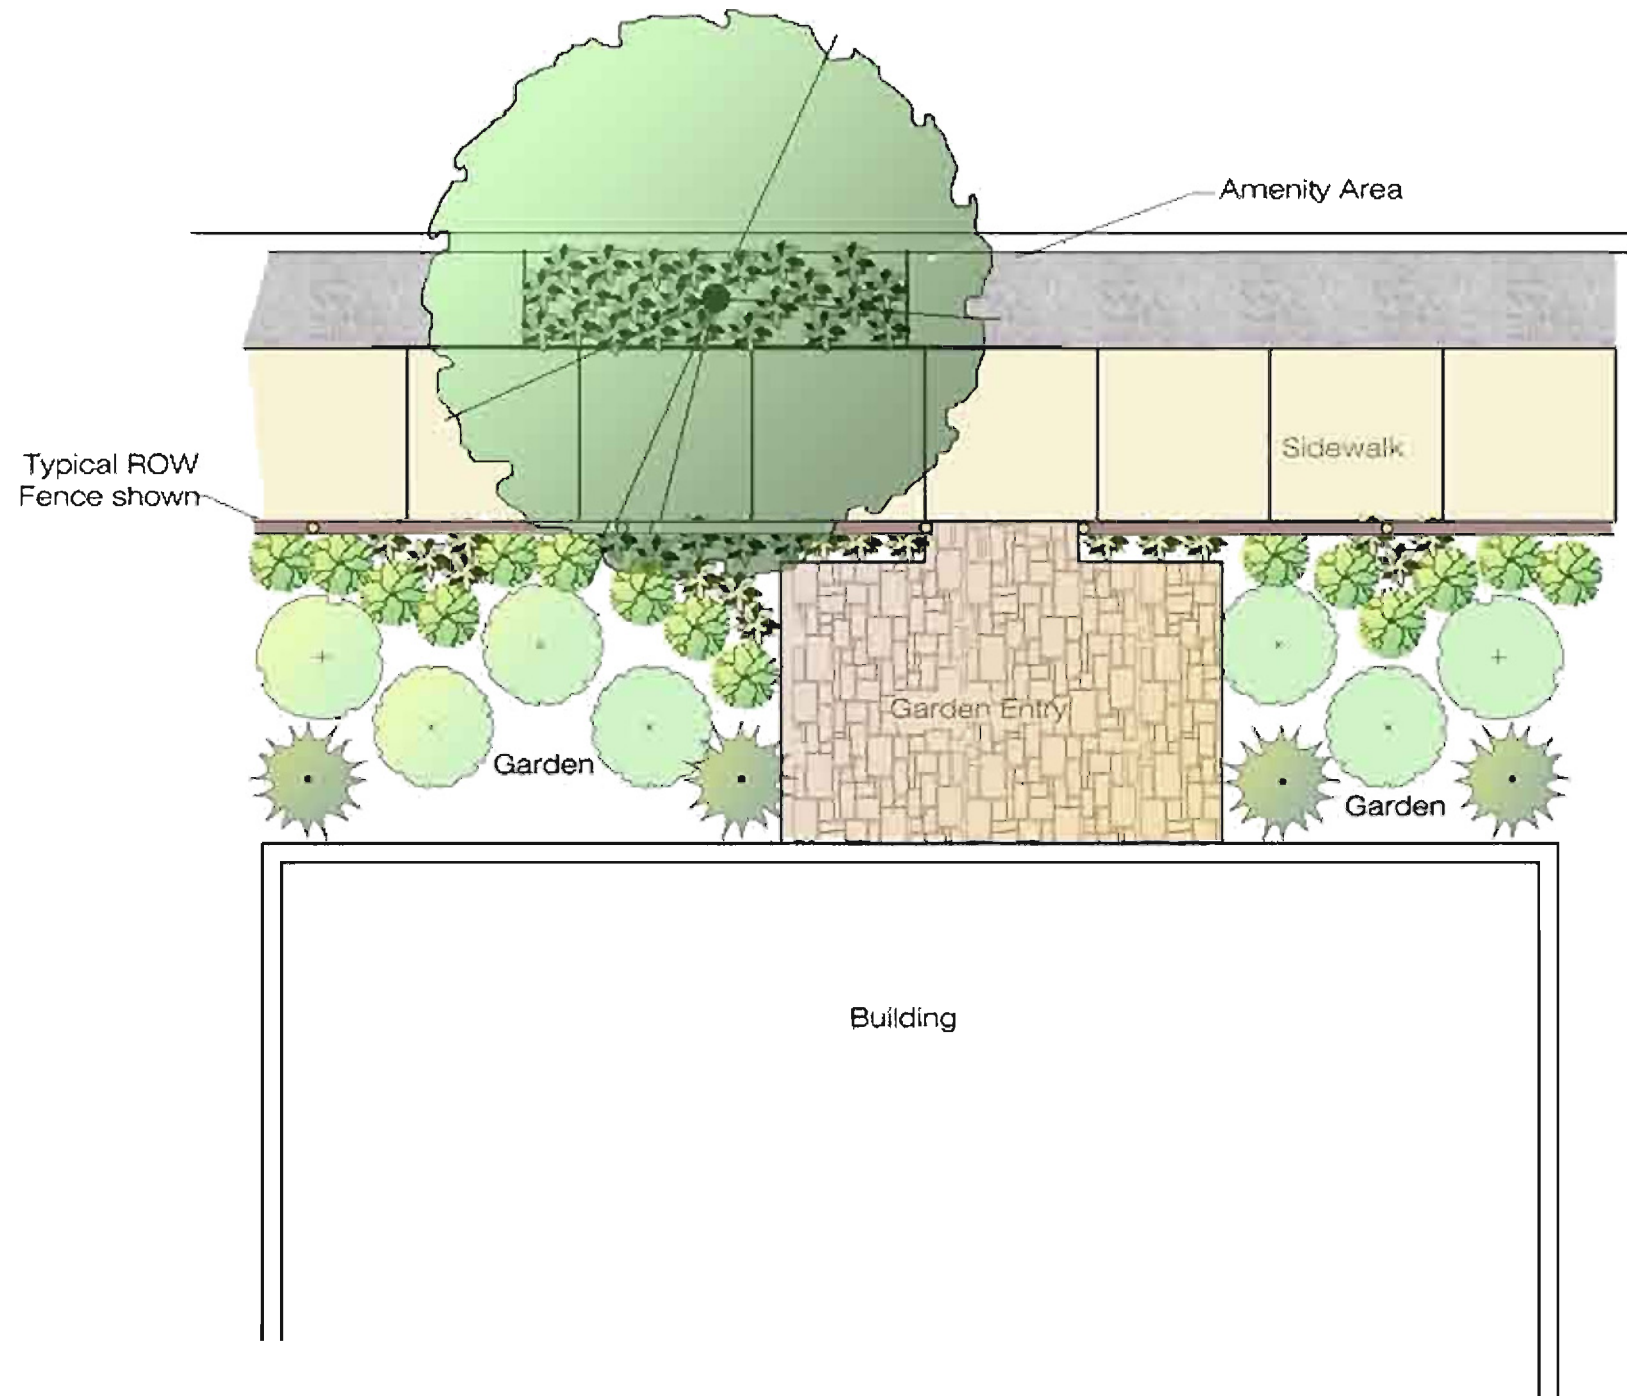 Amenity Area
Sidewalk
Typical ROW
Fence shown
Garden Entry
Garden
Garden
Building